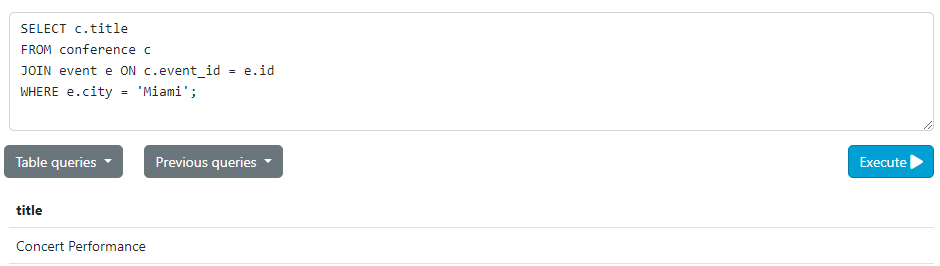 SELECT c.title
FROM conference c
JOIN event e ON c.event_id = e.id
WHERE e.city = 'Miami';
Table queries
Previous queries
Execute
title
Concert Performance